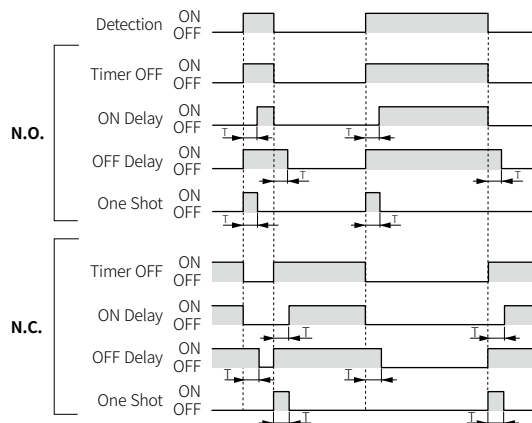 Detection ON
OFF
N.O.
Timer OFF ON
OFF
ON Delay ON
OFF
T T
OFF Delay ON
OFF
T T
One Shot ON
OFF
T T
N.C.
Timer OFF ON
OFF
ON Delay ON
OFF
T T
OFF Delay ON
OFF
T T
One Shot ON
OFF
T T